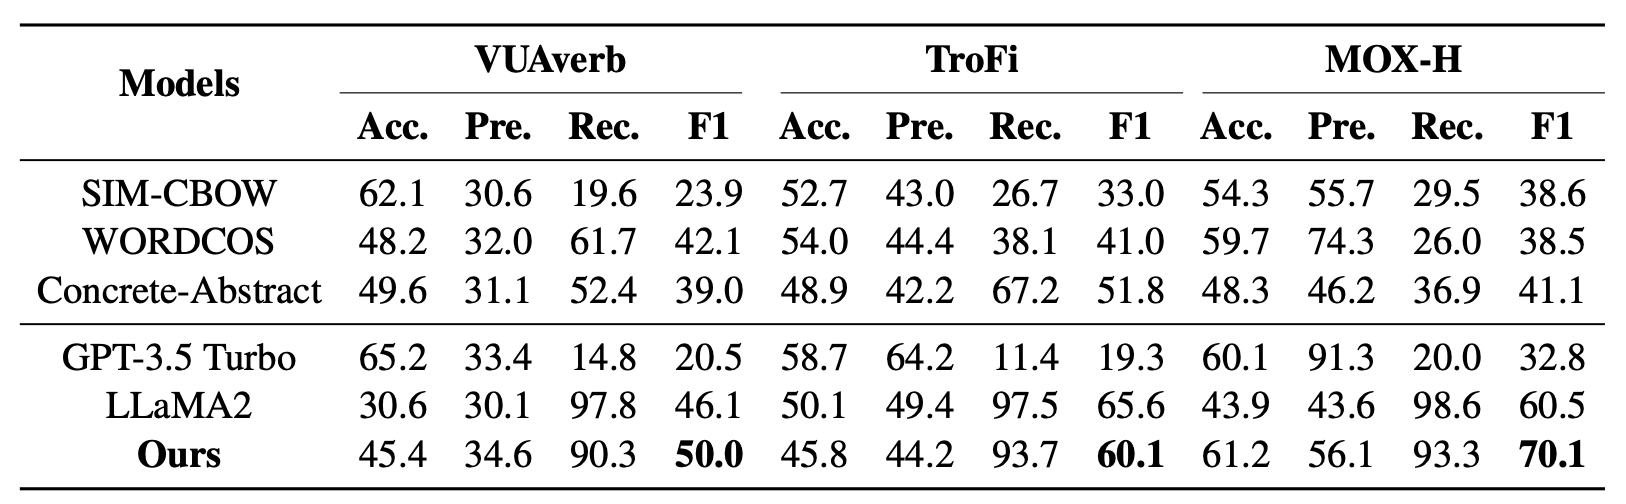 Models VUAverb TroFi MOX-H
Acc. Pre. Rec. F1 Acc. Pre. Rec. F1 Acc. Pre. Rec. F1
SIM-CBOW 62.1 30.6 19.6 23.9 52.7 43.0 26.7 33.0 54.3 55.7 29.5 38.6
WORDCOS 48.2 32.0 61.7 42.1 54.0 44.4 38.1 41.0 59.7 74.3 26.0 38.5
Concrete-Abstract 49.6 31.1 52.4 39.0 48.9 42.2 67.2 51.8 48.3 46.2 36.9 41.1
GPT-3.5 Turbo 65.2 33.4 14.8 20.5 58.7 64.2 11.4 19.3 60.1 91.3 20.0 32.8
LLaMA2 30.6 30.1 97.8 46.1 50.1 49.4 97.5 65.6 43.9 43.6 98.6 60.5
Ours 45.4 34.6 90.3 50.0 45.8 44.2 93.7 60.1 61.2 56.1 93.3 70.1